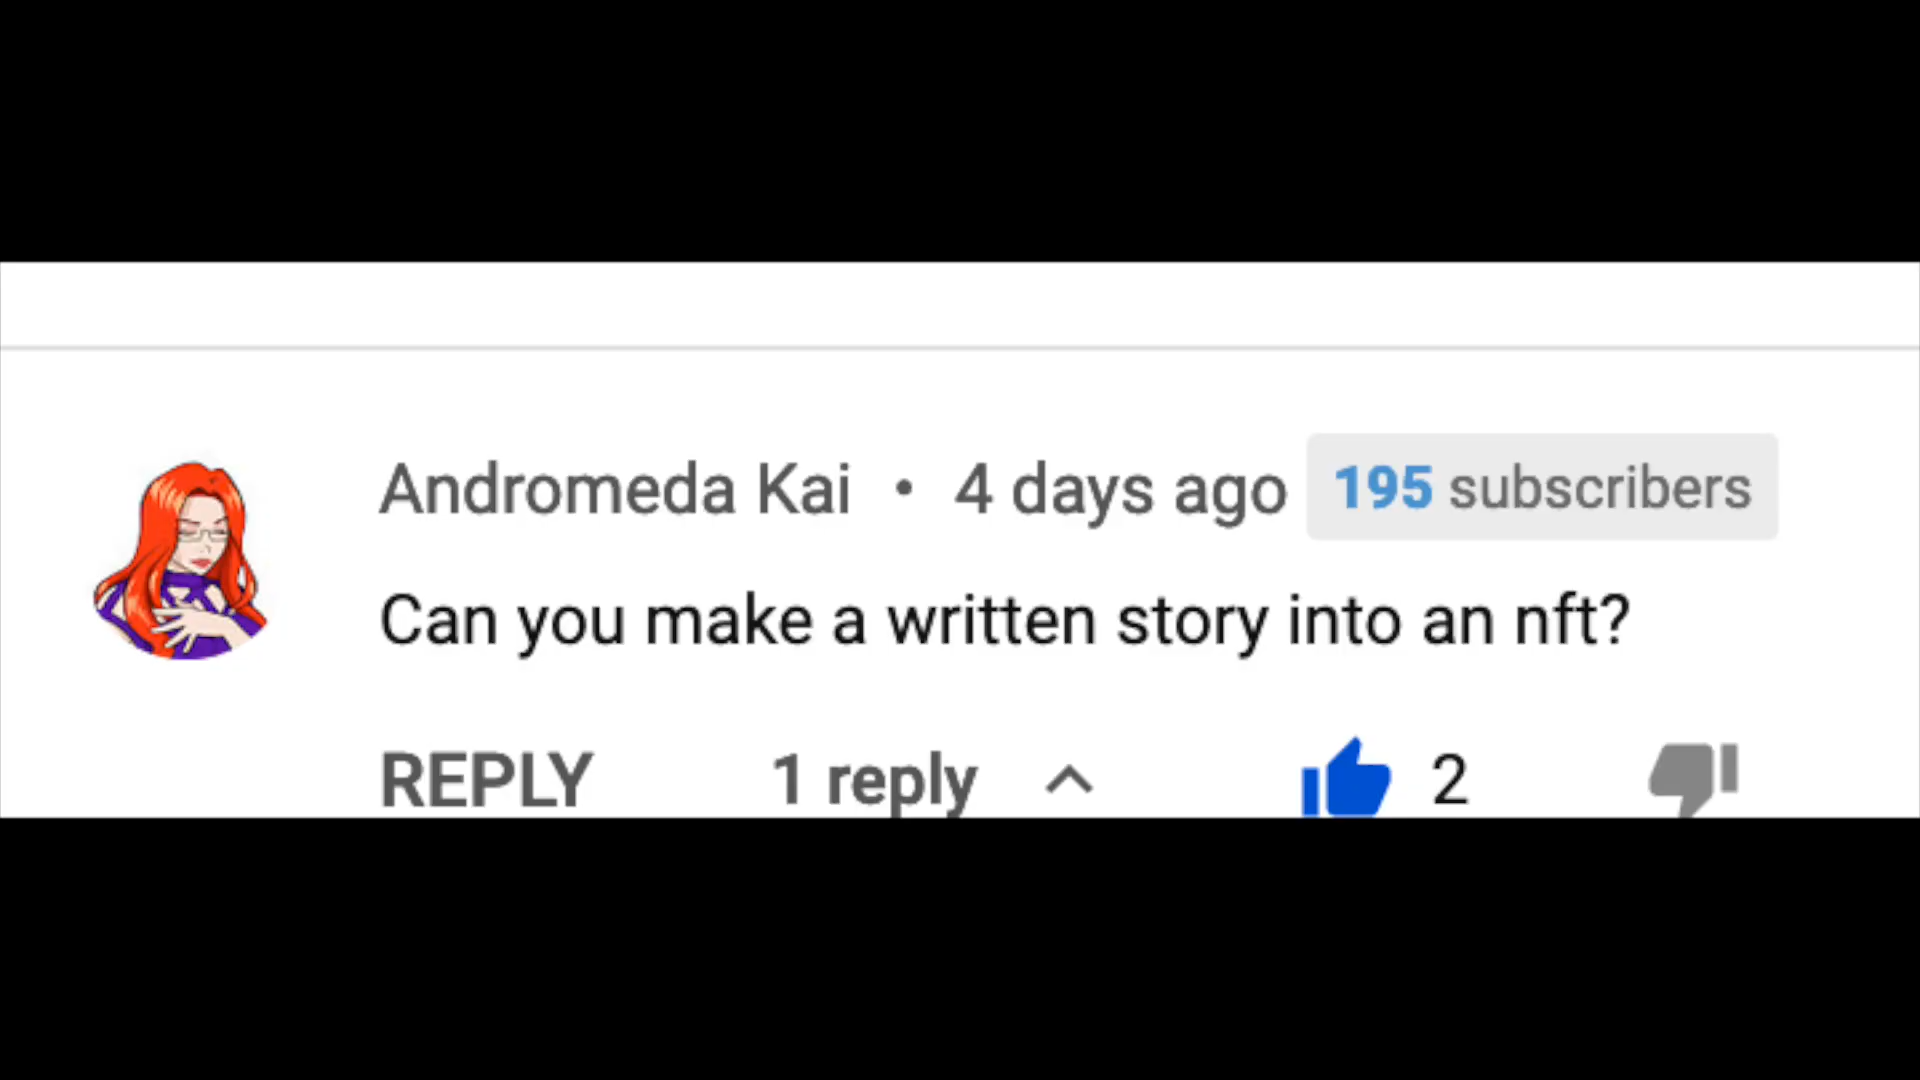 Andromeda Kai • 4 days ago 195 subscribers
Can you make a written story into an nft?
REPLY 1 reply 2